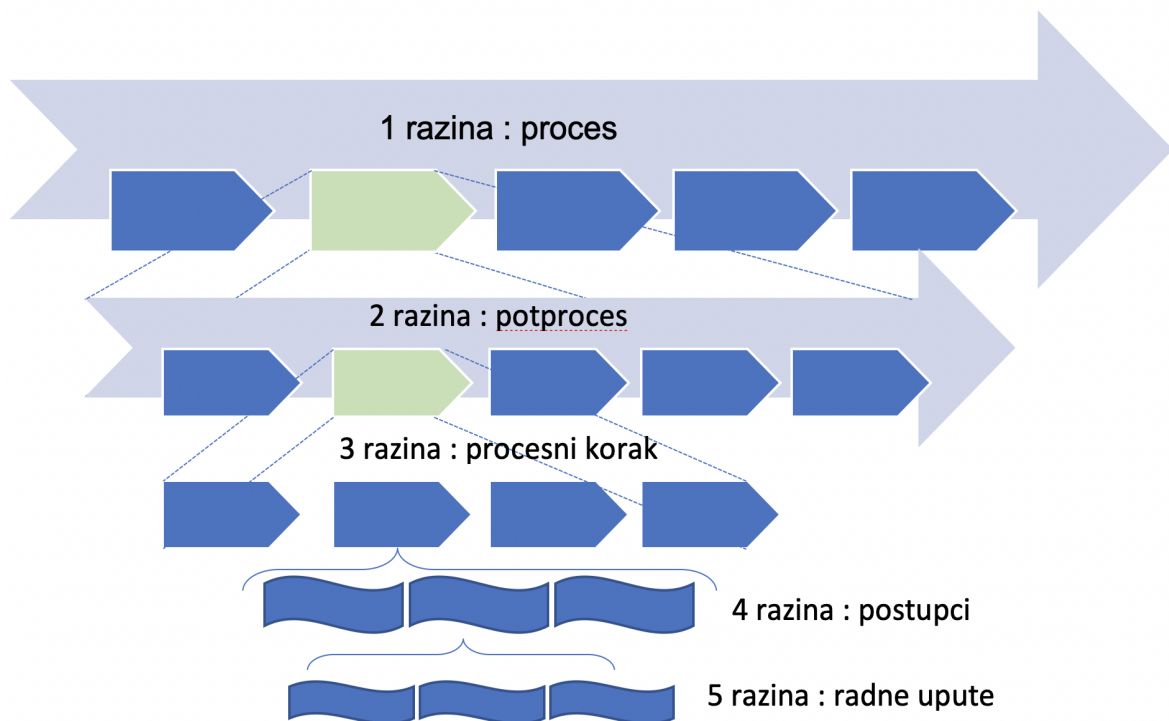 1 razina : proces
2 razina : potproces
3 razina : procesni korak
4 razina : postupci
5 razina : radne upute